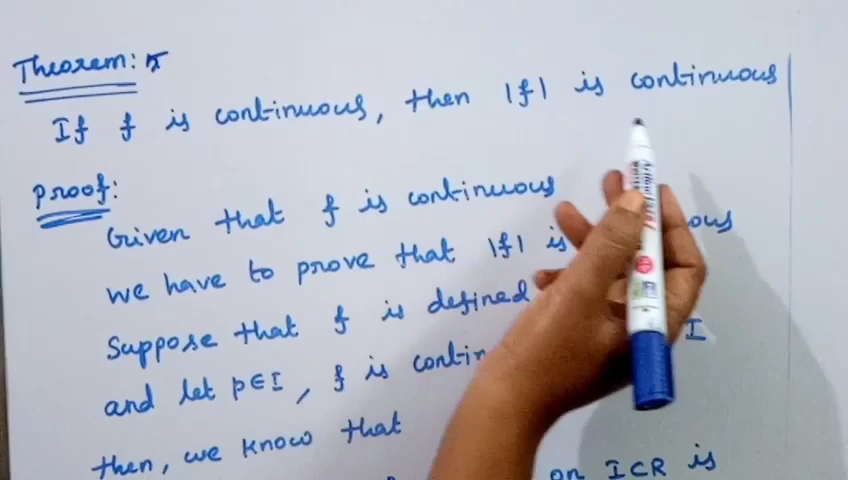 Theorem:
If f is continuous, then |f| is continuous
Proof:
Given that f is continuous
we have to prove that |f| is ous
Suppose that f is defined
and let p∈I, f is contin I
then, we know that
on I⊂R is